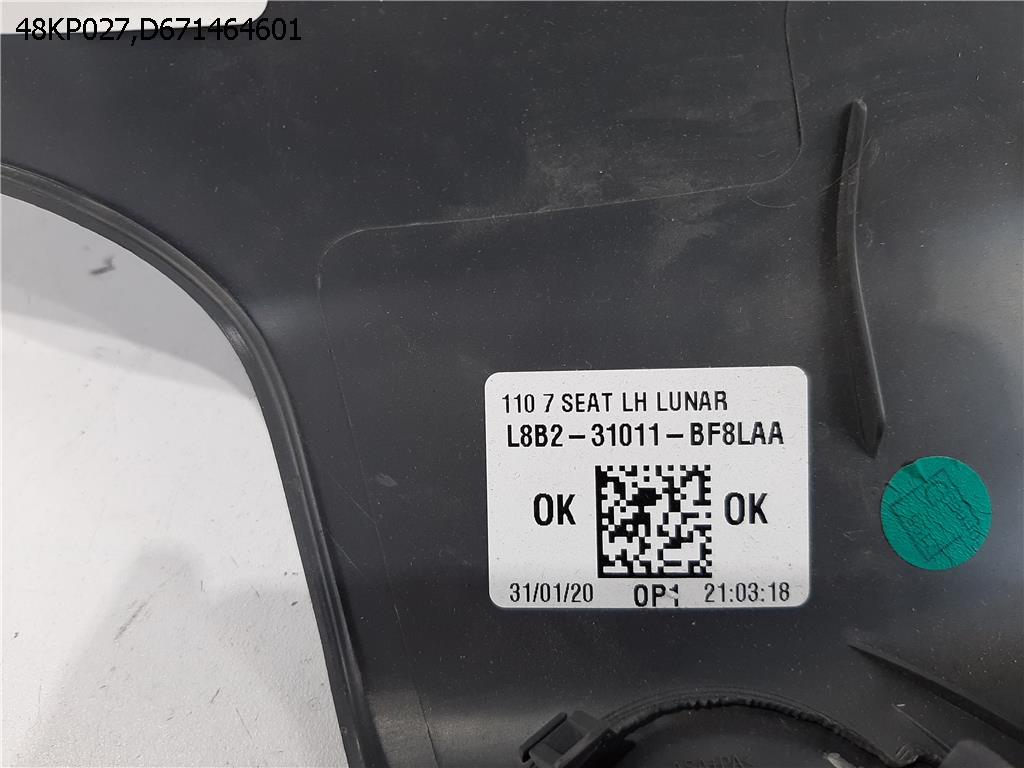 48KP027,D671464601
110 7 SEAT LH LUNAR
L8B2-31011-BF8LAA
OK OK
31/01/20 OP1 21:03:18